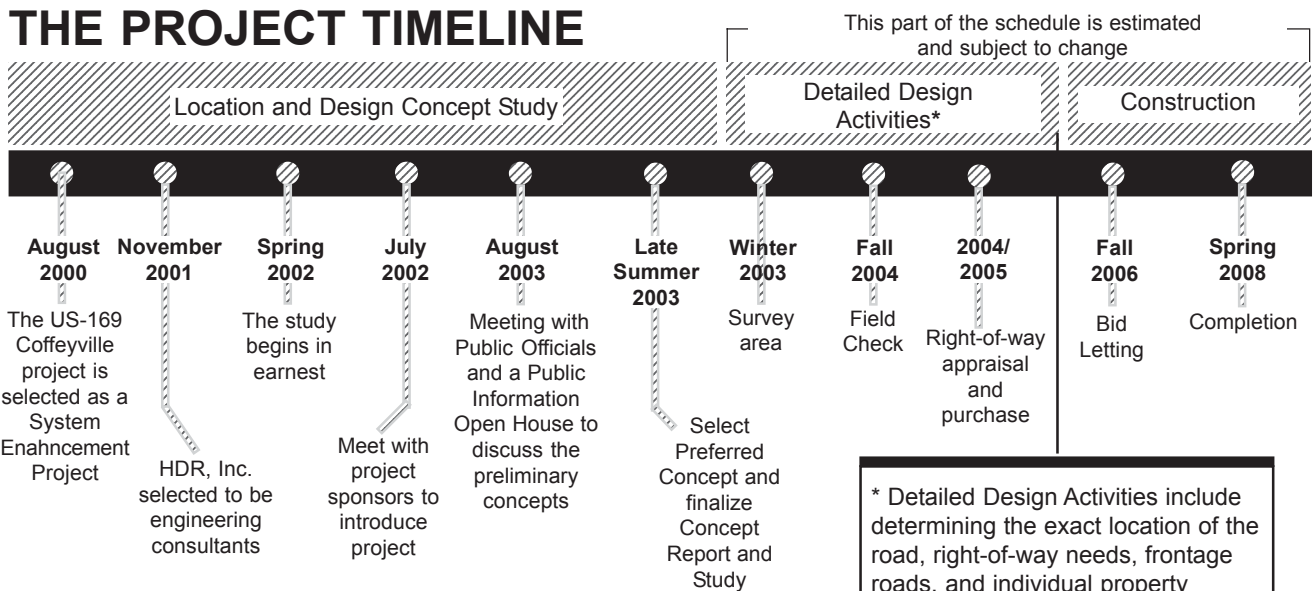 THE PROJECT TIMELINE
This part of the schedule is estimated
and subject to change
Location and Design Concept Study
Detailed Design
Activities*
Construction
August
2000
The US-169
Coffeyville
project is
selected as a
System
Enahncement
Project
November
2001
HDR, Inc.
selected to be
engineering
consultants
Spring
2002
The study
begins in
earnest
July
2002
Meet with
project
sponsors to
introduce
project
August
2003
Meeting with
Public Officials
and a Public
Information
Open House to
discuss the
preliminary
concepts
Late
Summer
2003
Select
Preferred
Concept and
finalize
Concept
Report and
Study
Winter
2003
Survey
area
Fall
2004
Field
Check
2004/
2005
Right-of-way
appraisal
and
purchase
Fall
2006
Bid
Letting
Spring
2008
Completion
* Detailed Design Activities include
determining the exact location of the
road, right-of-way needs, frontage
roads, and individual property